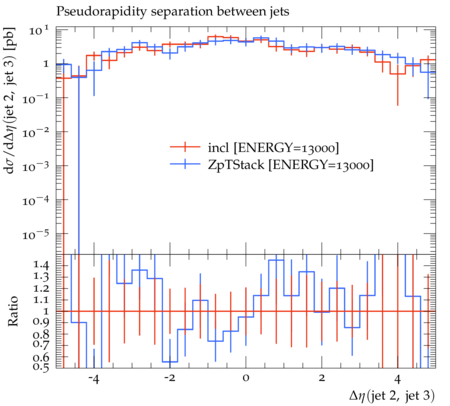 Pseudorapidity separation between jets
dσ/dΔη(jet 2, jet 3) [pb]
10^1
1
10^−1
10^−2
10^−3
10^−4
10^−5
incl [ENERGY=13000]
ZpTStack [ENERGY=13000]
Ratio
1.4
1.3
1.2
1.1
1
0.9
0.8
0.7
0.6
0.5
-4 -2 0 2 4
Δη(jet 2, jet 3)